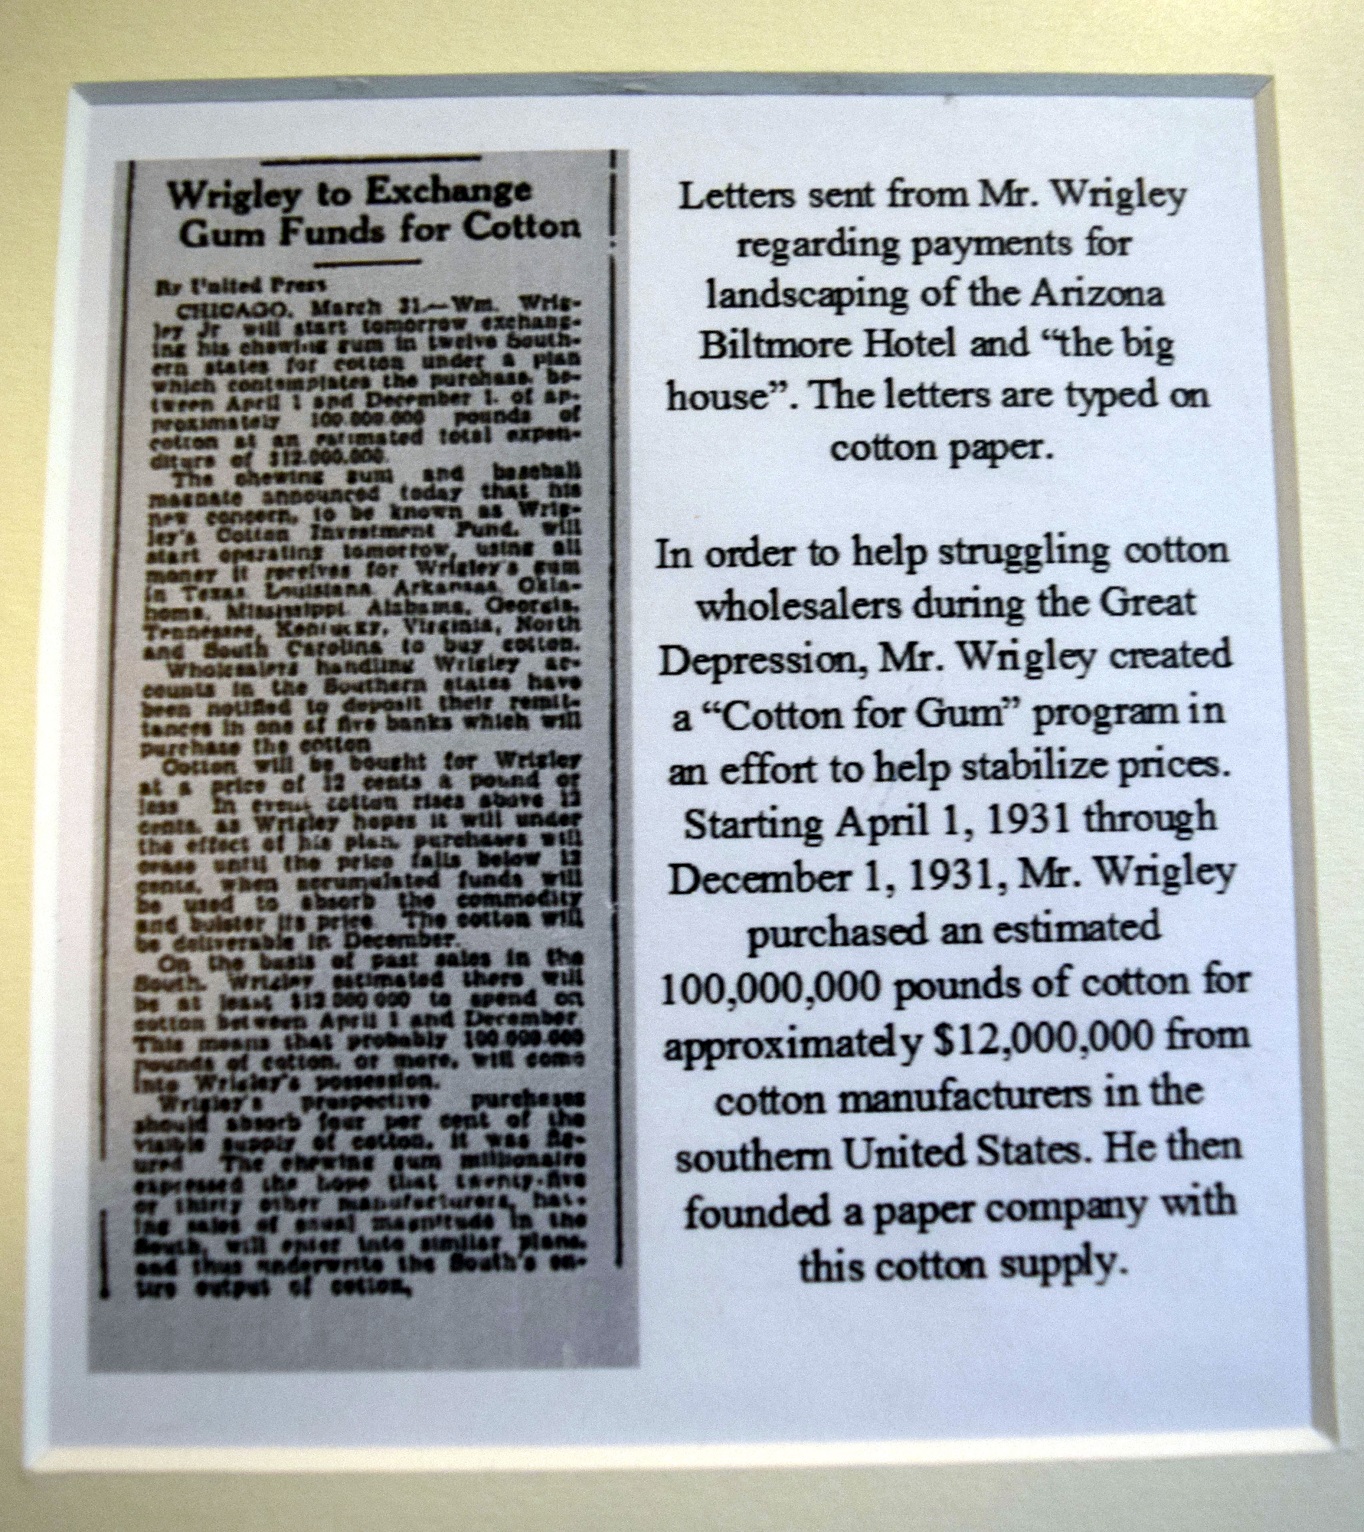 Wrigley to Exchange
Gum Funds for Cotton
By United Press
CHICAGO, March 31.—Wm. Wrig-
ley Jr will start tomorrow exchang-
ing his chewing gum in twelve South-
ern states for cotton under a plan
which contemplates the purchase, be-
tween April 1 and December 1, of ap-
proximately 100,000,000 pounds of
cotton at an estimated total expen-
diture of $12,000,000.
The chewing gum and baseball
magnate announced today that his
new concern, to be known as Wrig-
ley's Cotton Investment Fund, will
start operating tomorrow, using all
money it receives for Wrigley's gum
in Texas, Louisiana, Arkansas, Okla-
homa, Mississippi, Alabama, Georgia,
Tennessee, Kentucky, Virginia, North
and South Carolina to buy cotton.
Wholesalers handling Wrigley ac-
counts in the Southern states have
been notified to deposit their remit-
tances in one of five banks which will
purchase the cotton
Cotton will be bought for Wrigley
at a price of 12 cents a pound or
less In event cotton rises above 12
cents, as Wrigley hopes it will under
the effect of his plan, purchases will
cease until the price falls below 12
cents, when accumulated funds will
be used to absorb the commodity
and bolster its price The cotton will
be deliverable in December.
On the basis of past sales in the
South, Wrigley estimated there will
be at least $12 000 000 to spend on
cotton between April 1 and December
This means that probably 100,000,000
pounds of cotton, or more, will come
into Wrigley's possession.
Wrigley's prospective purchases
should absorb four per cent of the
visible supply of cotton, it was fig-
ured The chewing gum millionaire
expressed the hope that twenty-five
or thirty other manufacturers, hav-
ing sales of equal magnitude in the
South, will enter into similar plans,
and thus underwrite the South's en-
tire output of cotton.
Letters sent from Mr. Wrigley
regarding payments for
landscaping of the Arizona
Biltmore Hotel and “the big
house”. The letters are typed on
cotton paper.
In order to help struggling cotton
wholesalers during the Great
Depression, Mr. Wrigley created
a “Cotton for Gum” program in
an effort to help stabilize prices.
Starting April 1, 1931 through
December 1, 1931, Mr. Wrigley
purchased an estimated
100,000,000 pounds of cotton for
approximately $12,000,000 from
cotton manufacturers in the
southern United States. He then
founded a paper company with
this cotton supply.